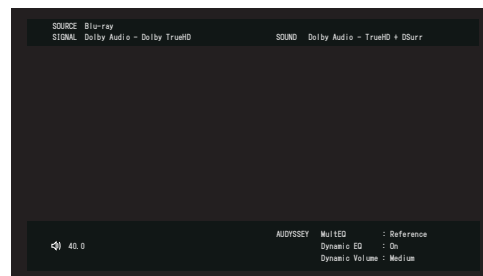 SOURCE Blu-ray
SIGNAL Dolby Audio - Dolby TrueHD SOUND Dolby Audio - TrueHD + DSurr
AUDYSSEY MultEQ : Reference
40.0 Dynamic EQ : On
Dynamic Volume : Medium